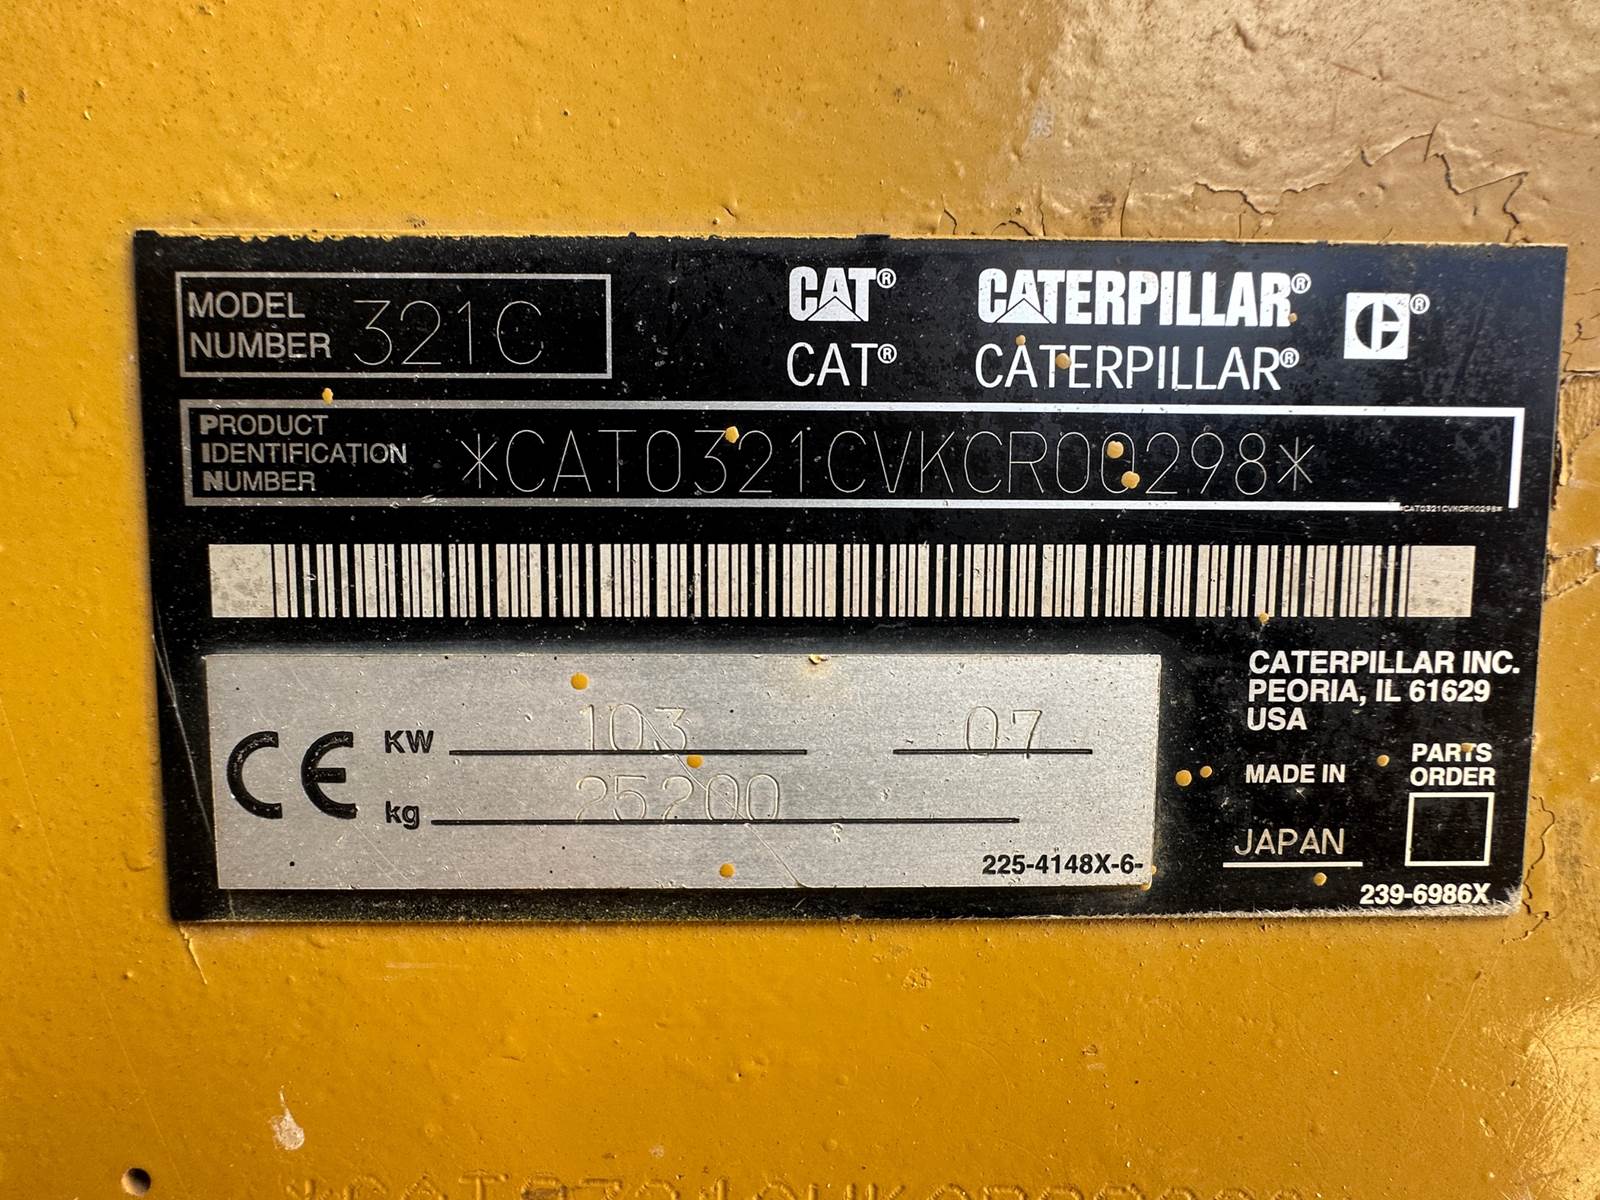 MODEL
NUMBER 321C
CAT® CATERPILLAR® C®
CAT® CATERPILLAR®
PRODUCT
IDENTIFICATION
NUMBER
*CAT0321CVKCR00298*
*CAT0321CVKCR00298*
CE
KW 103 07
kg 25200
225-4148X-6-
CATERPILLAR INC.
PEORIA, IL 61629
USA
MADE IN
JAPAN
PARTS
ORDER
239-6986X